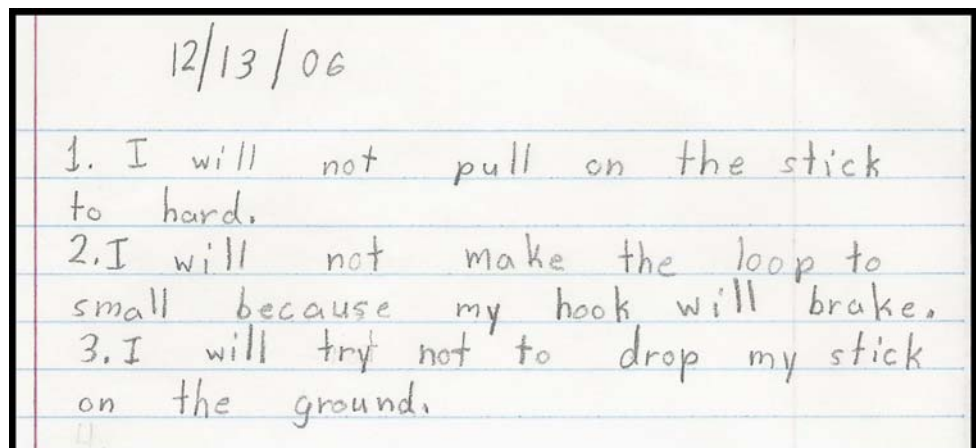 12/13/06
1. I will not pull on the stick
to hard.
2. I will not make the loop to
small because my hook will brake.
3. I will try not to drop my stick
on the ground.